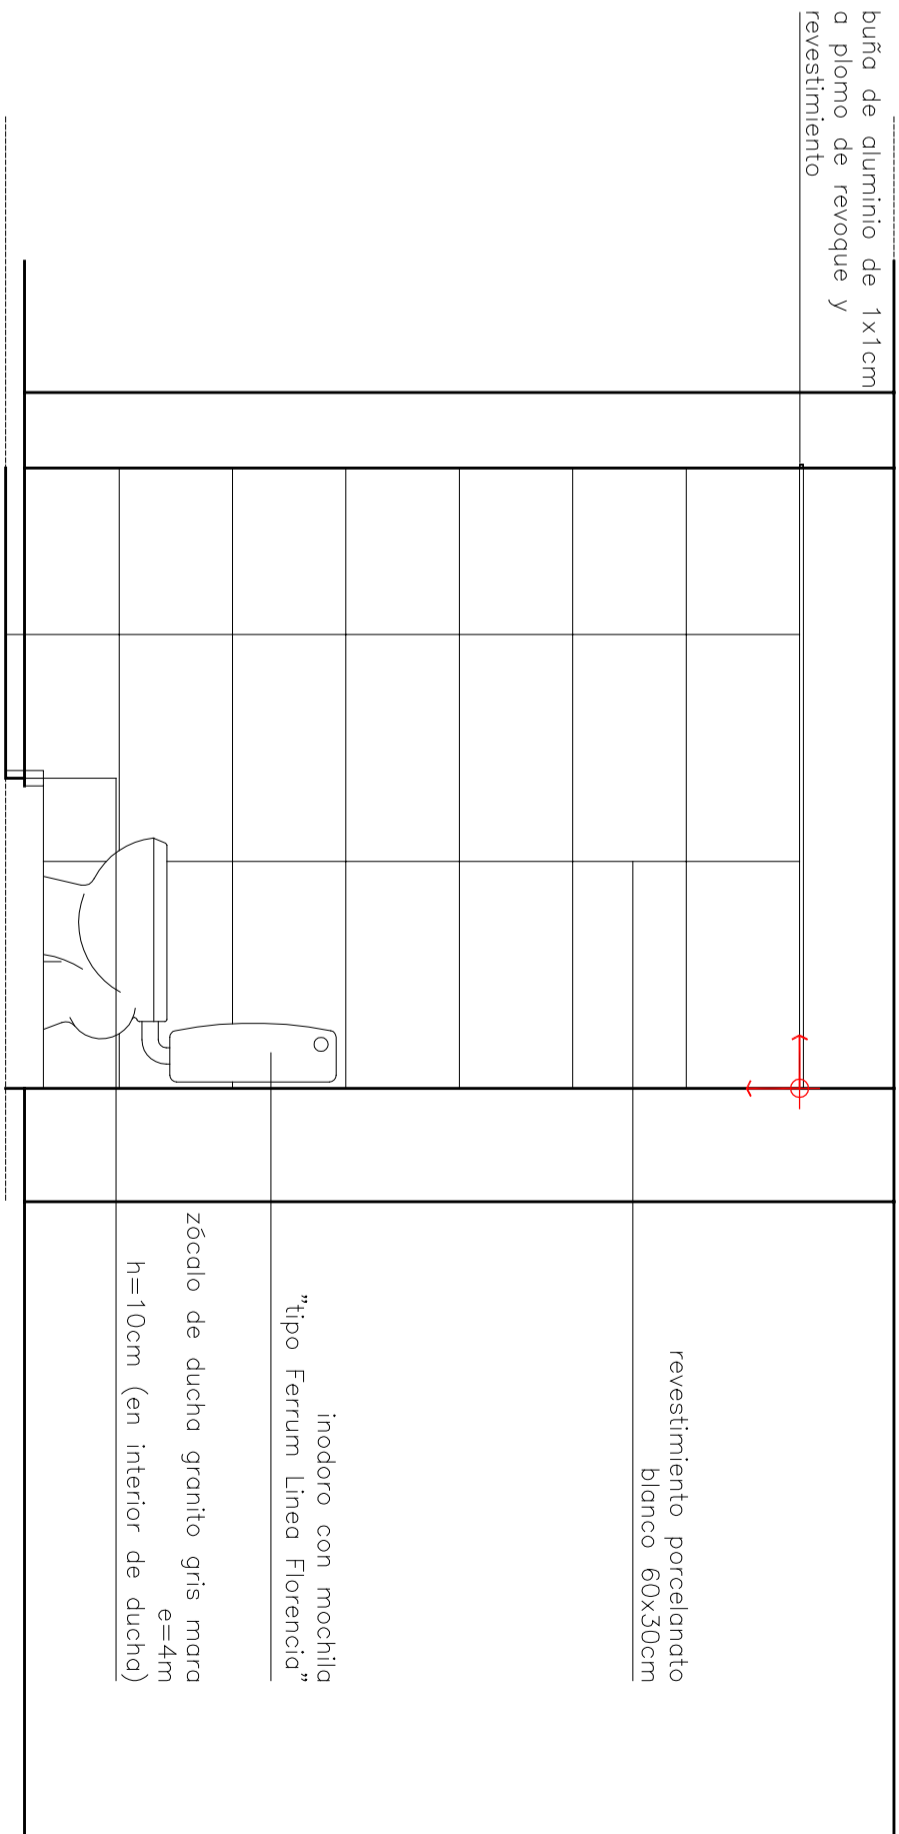 buña de aluminio de 1x1cm
a plomo de revoque y
revestimiento
revestimiento porcelanato
blanco 60x30cm
inodoro con mochila
"tipo Ferrum Linea Florencia"
zócalo de ducha granito gris mara
e=4m
h=10cm (en interior de ducha)